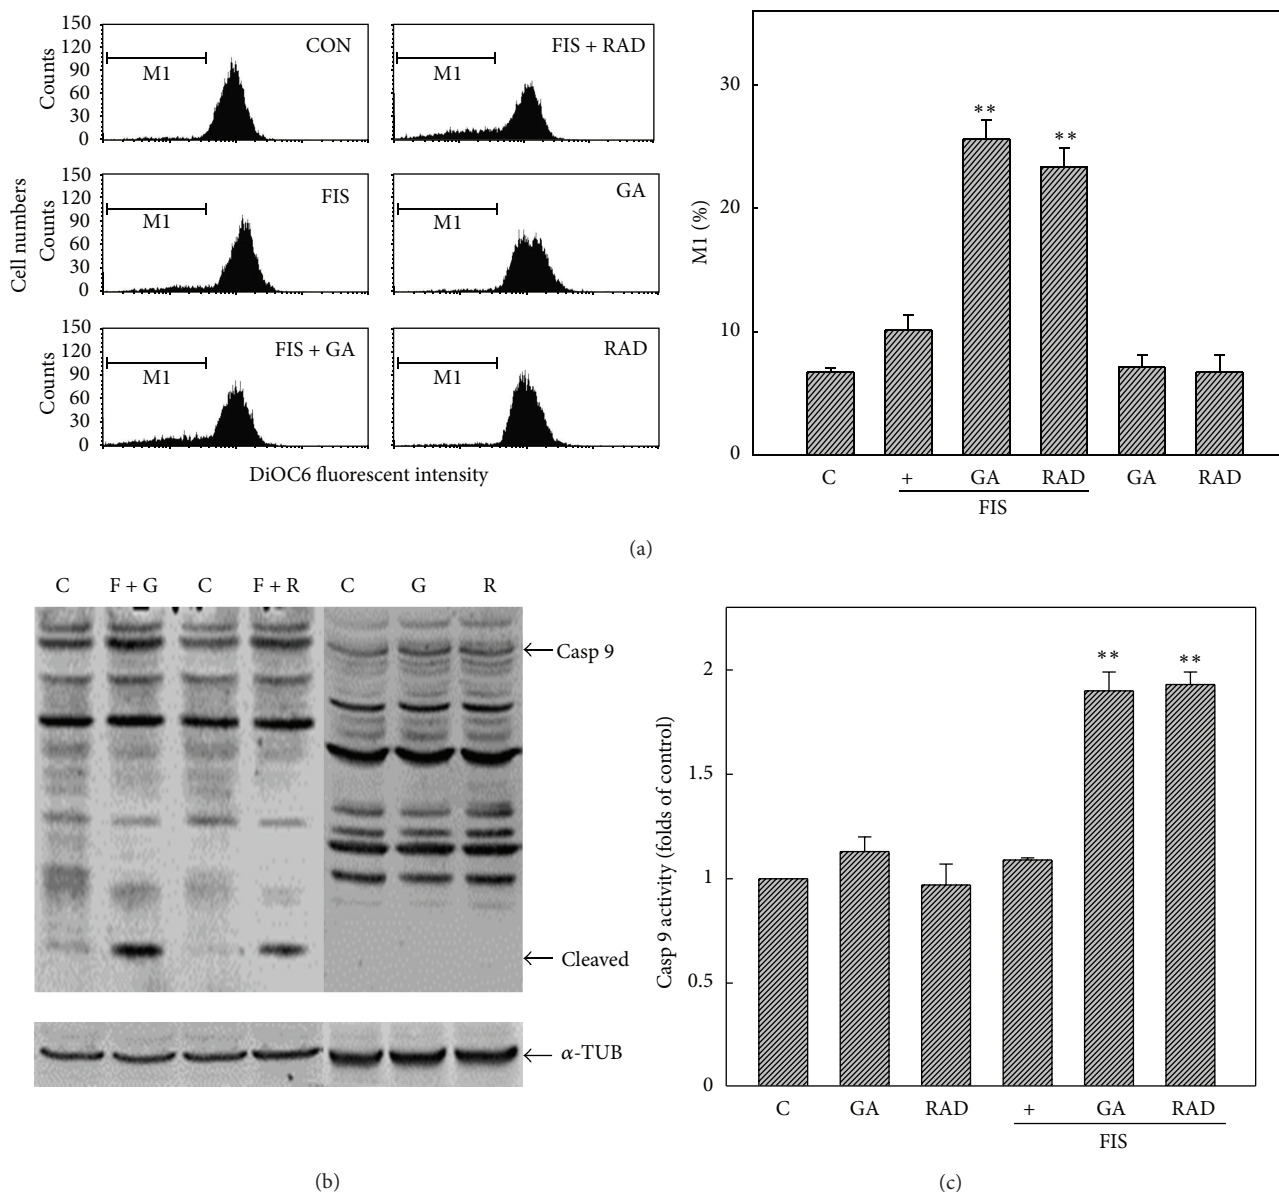 150
120
90
60
30
0
Counts
CON
M1
FIS + RAD
M1
150
120
90
60
30
0
Cell numbers
Counts
FIS
M1
GA
M1
150
120
90
60
30
0
Counts
FIS + GA
M1
RAD
M1
DiOC6 fluorescent intensity
M1 (%)
30
20
10
0
**
**
C
+
GA
RAD
GA
RAD
FIS
(a)
C F + G C F + R C G R
Casp 9
Cleaved
α-TUB
(b)
Casp 9 activity (folds of control)
2
1.5
1
0.5
0
**
**
C
GA
RAD
+
GA
RAD
FIS
(c)